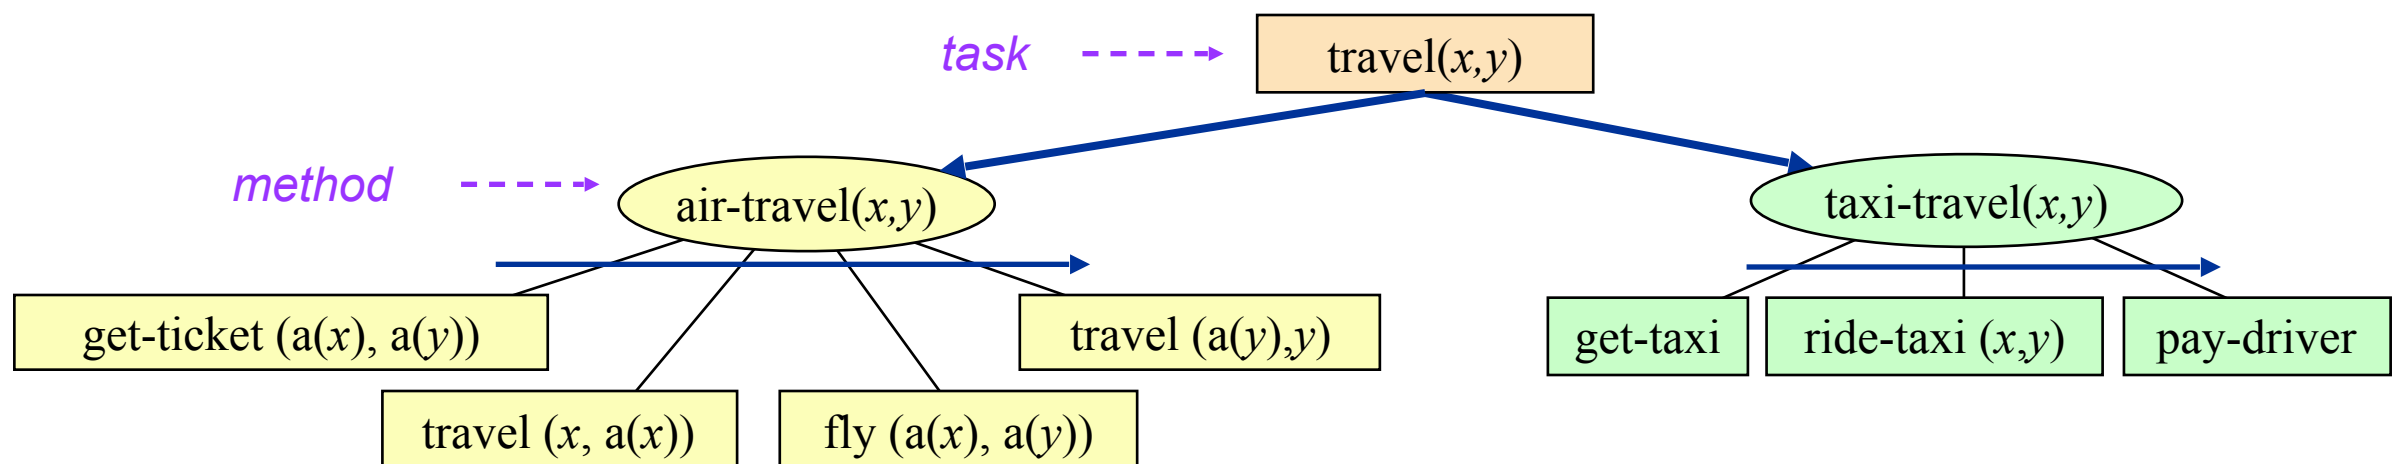 task
travel(x,y)
method
air-travel(x,y)
taxi-travel(x,y)
get-ticket (a(x), a(y))
travel (a(y),y)
get-taxi
ride-taxi (x,y)
pay-driver
travel (x, a(x))
fly (a(x), a(y))